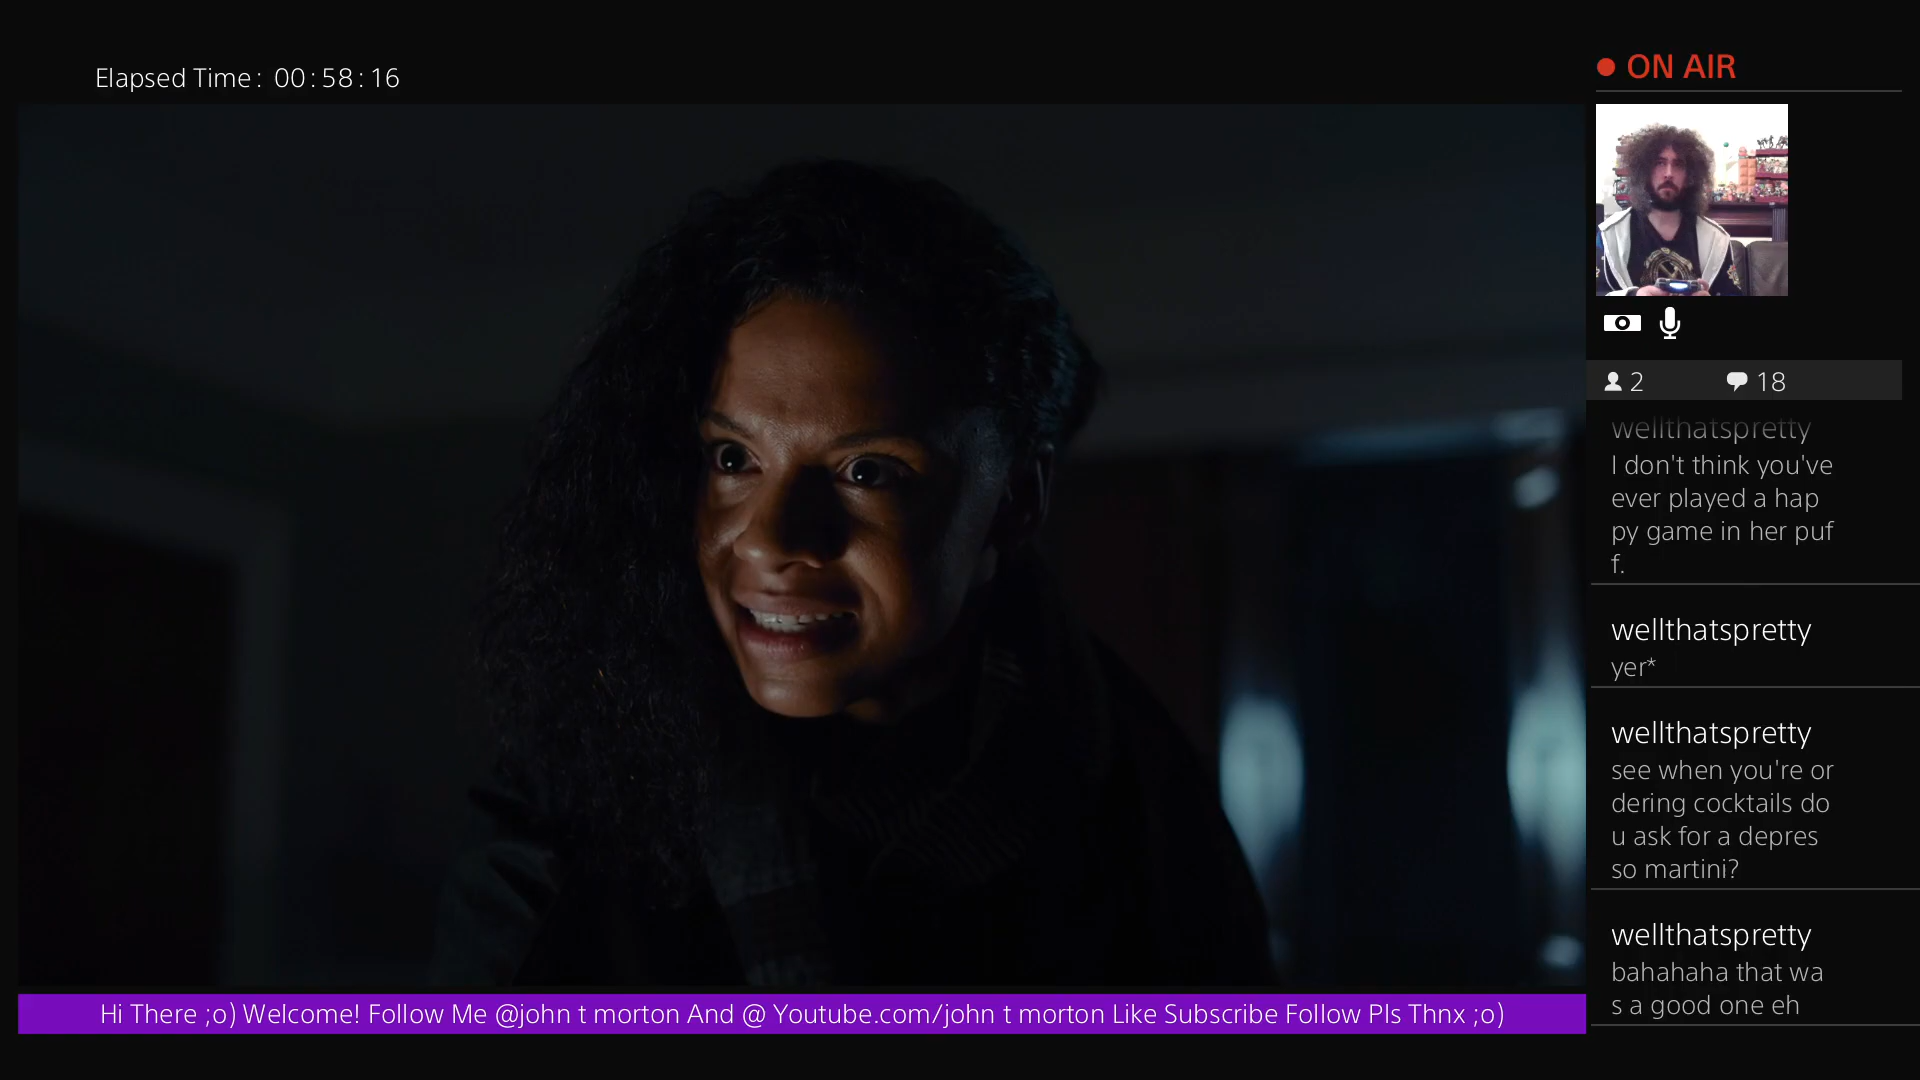 Elapsed Time: 00:58:16
ON AIR
2 18
wellthatspretty
I don't think you've
ever played a hap
py game in her puf
f.
wellthatspretty
yer*
wellthatspretty
see when you're or
dering cocktails do
u ask for a depres
so martini?
wellthatspretty
bahahaha that wa
s a good one eh
Hi There ;o) Welcome! Follow Me @john t morton And @ Youtube.com/john t morton Like Subscribe Follow Pls Thnx ;o)